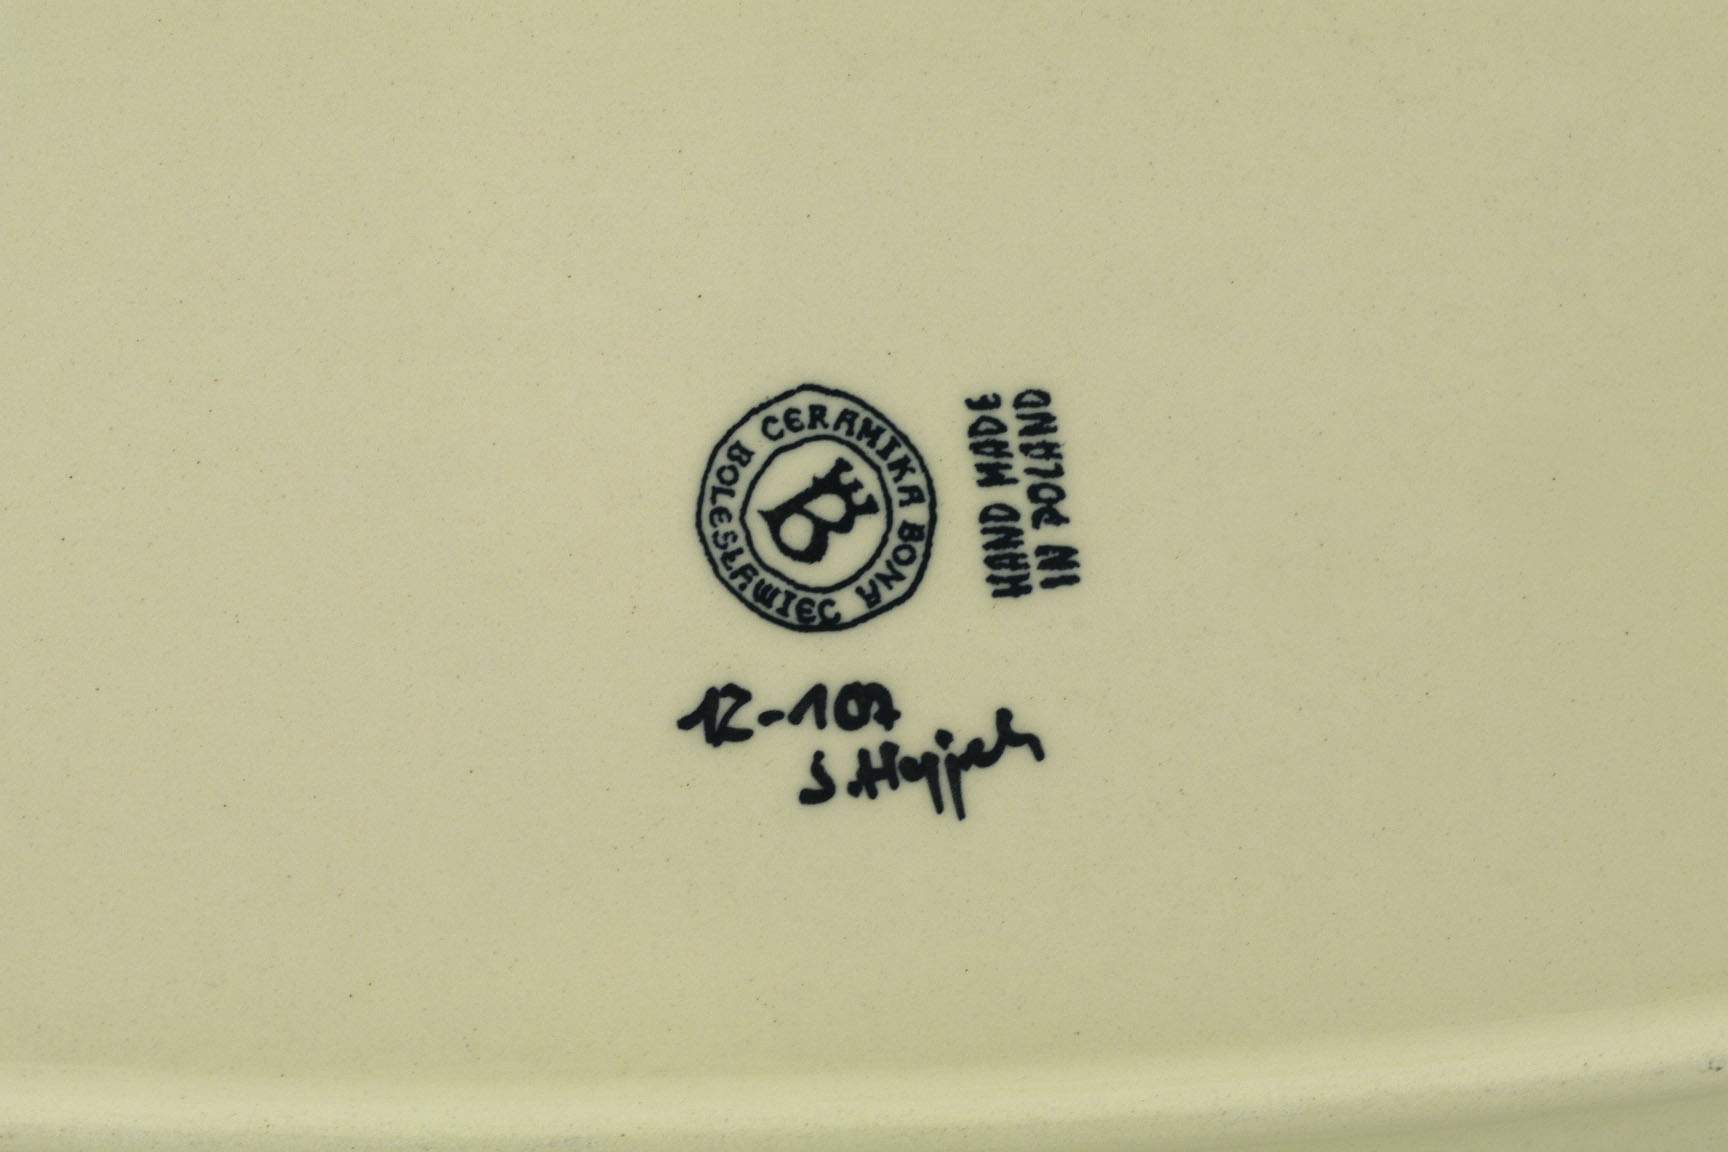 CERAMIKA BONA
BOLESŁAWIEC
B
HAND MADE
IN POLAND
12-107